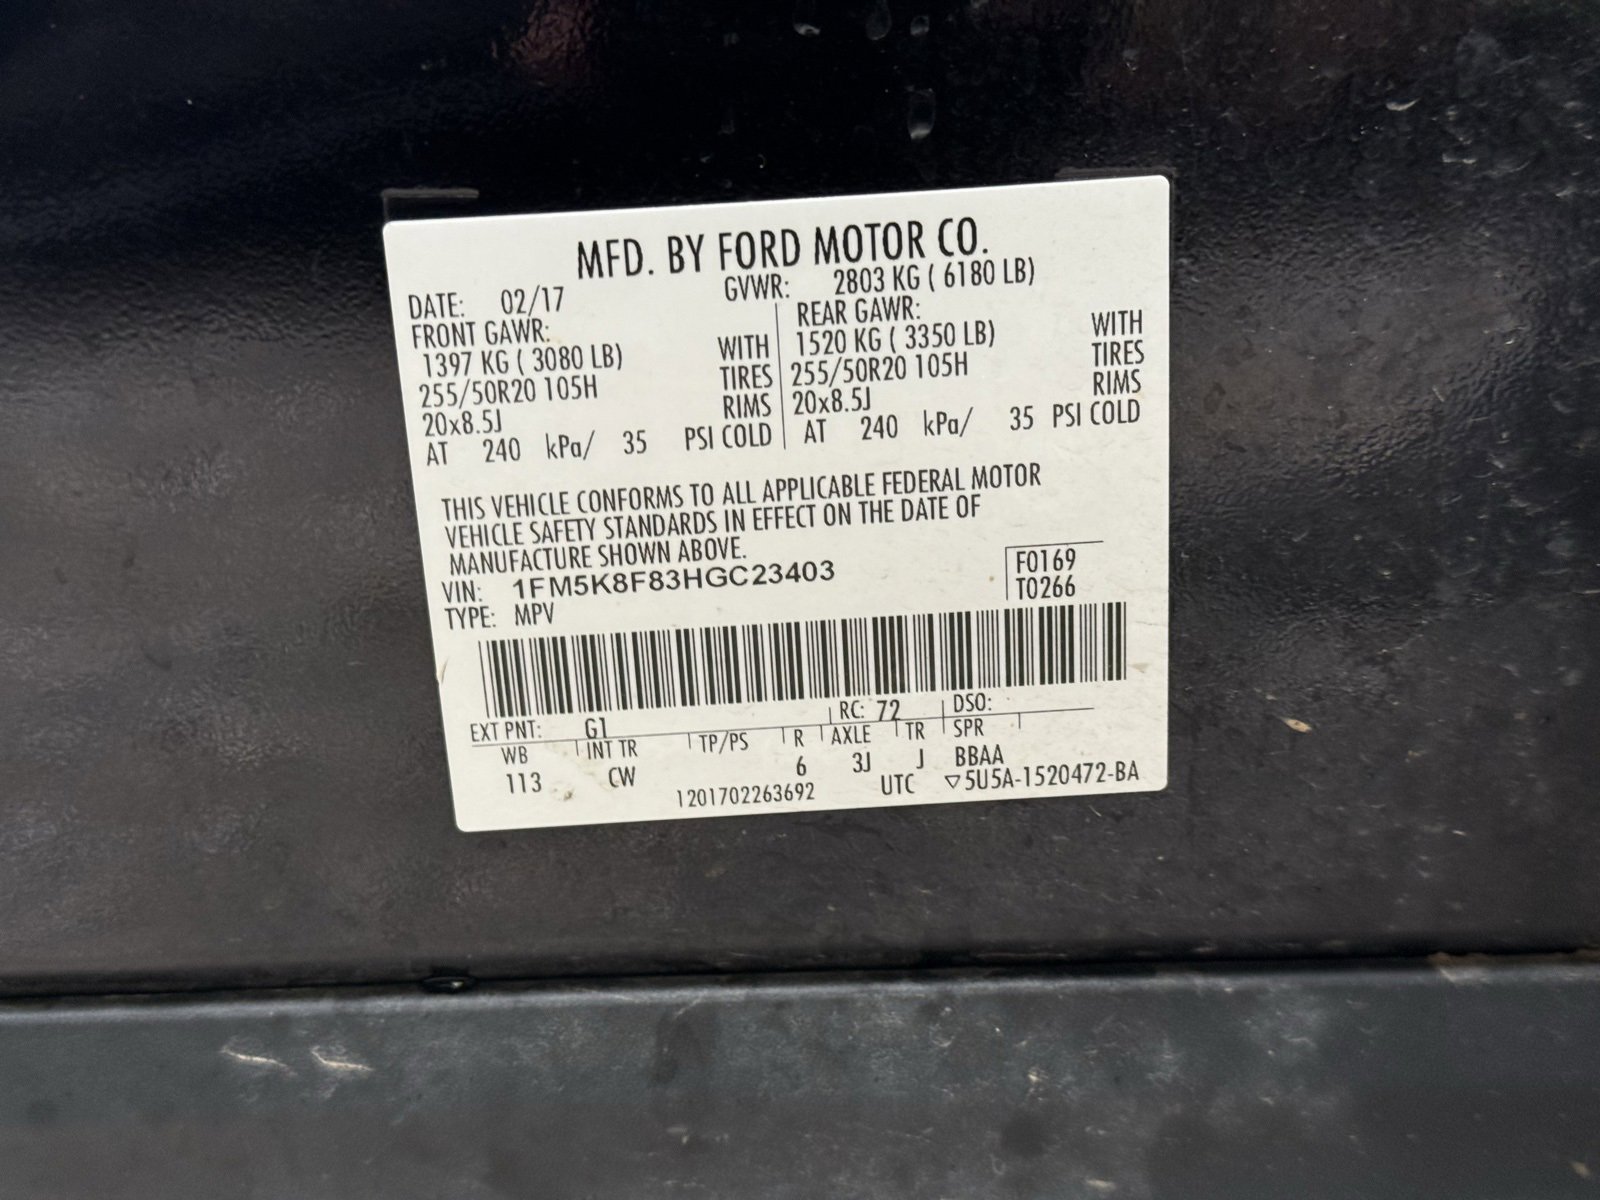 MFD. BY FORD MOTOR CO.
DATE: 02/17 GVWR: 2803 KG ( 6180 LB)
FRONT GAWR:
1397 KG ( 3080 LB) WITH
255/50R20 105H TIRES
20x8.5J RIMS
AT 240 kPa/ 35 PSI COLD
REAR GAWR:
1520 KG ( 3350 LB) WITH
255/50R20 105H TIRES
20x8.5J RIMS
AT 240 kPa/ 35 PSI COLD
THIS VEHICLE CONFORMS TO ALL APPLICABLE FEDERAL MOTOR
VEHICLE SAFETY STANDARDS IN EFFECT ON THE DATE OF
MANUFACTURE SHOWN ABOVE.
VIN: 1FM5K8F83HGC23403
TYPE: MPV
F0169
T0266
EXT PNT: G1 RC: 72 DSO:
WB INT TR TP/PS R AXLE TR SPR
113 CW 6 3J J BBAA
1201702263692 UTC ▽5U5A-1520472-BA